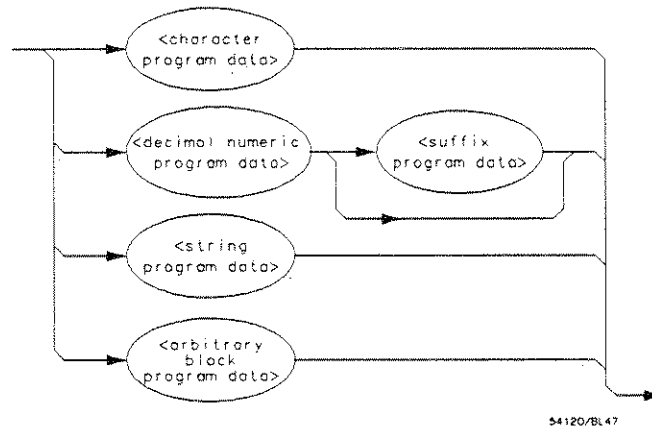 <character
program data>
<decimal numeric
program data>
<suffix
program data>
<string
program data>
<arbitrary
block
program data>
54120/BL47